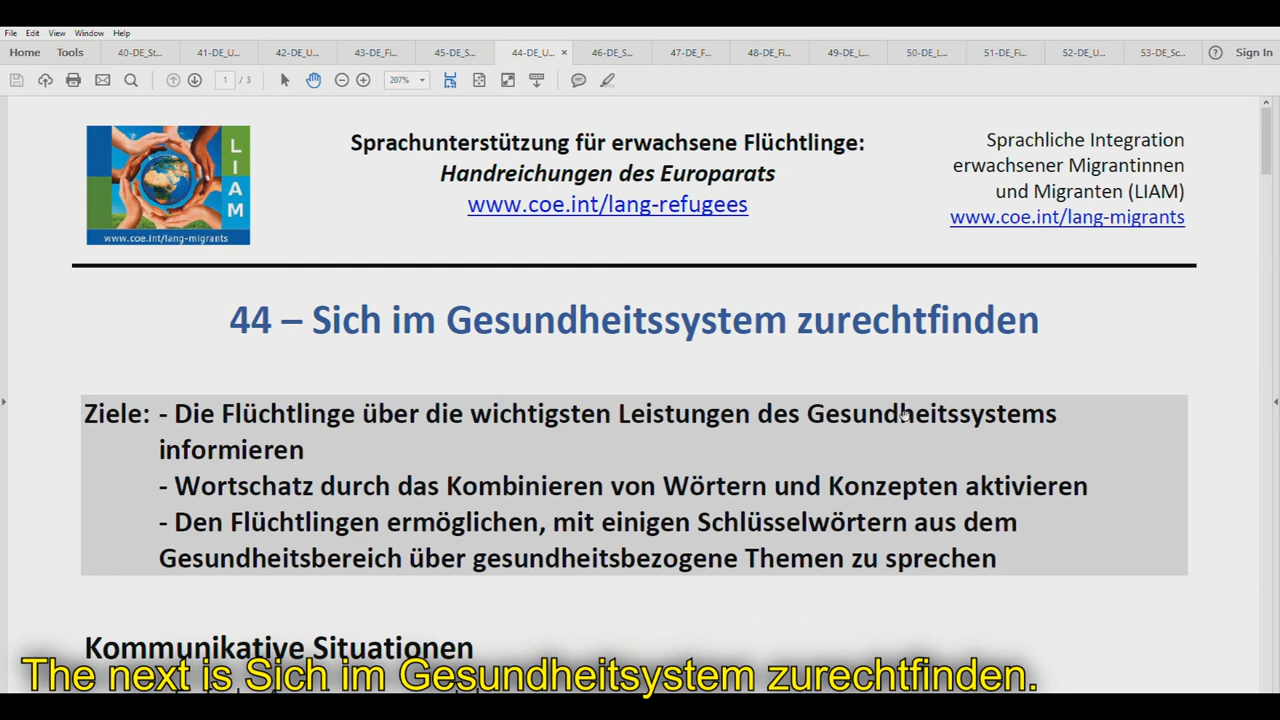 File Edit View Window Help
Home Tools 40-DE_St... 41-DE_U... 42-DE_U... 43-DE_Fi... 45-DE_S... 44-DE_U... × 46-DE_S... 47-DE_F... 48-DE_Fi... 49-DE_L... 50-DE_L... 51-DE_Fi... 52-DE_U... 53-DE_Sc... ? Sign In
1 / 3 207%
LIAM
www.coe.int/lang-migrants
Sprachunterstützung für erwachsene Flüchtlinge:
Handreichungen des Europarats
www.coe.int/lang-refugees
Sprachliche Integration
erwachsener Migrantinnen
und Migranten (LIAM)
www.coe.int/lang-migrants
44 – Sich im Gesundheitssystem zurechtfinden
Ziele: - Die Flüchtlinge über die wichtigsten Leistungen des Gesundheitssystems
informieren
- Wortschatz durch das Kombinieren von Wörtern und Konzepten aktivieren
- Den Flüchtlingen ermöglichen, mit einigen Schlüsselwörtern aus dem
Gesundheitsbereich über gesundheitsbezogene Themen zu sprechen
Kommunikative Situationen
The next is Sich im Gesundheitsystem zurechtfinden.